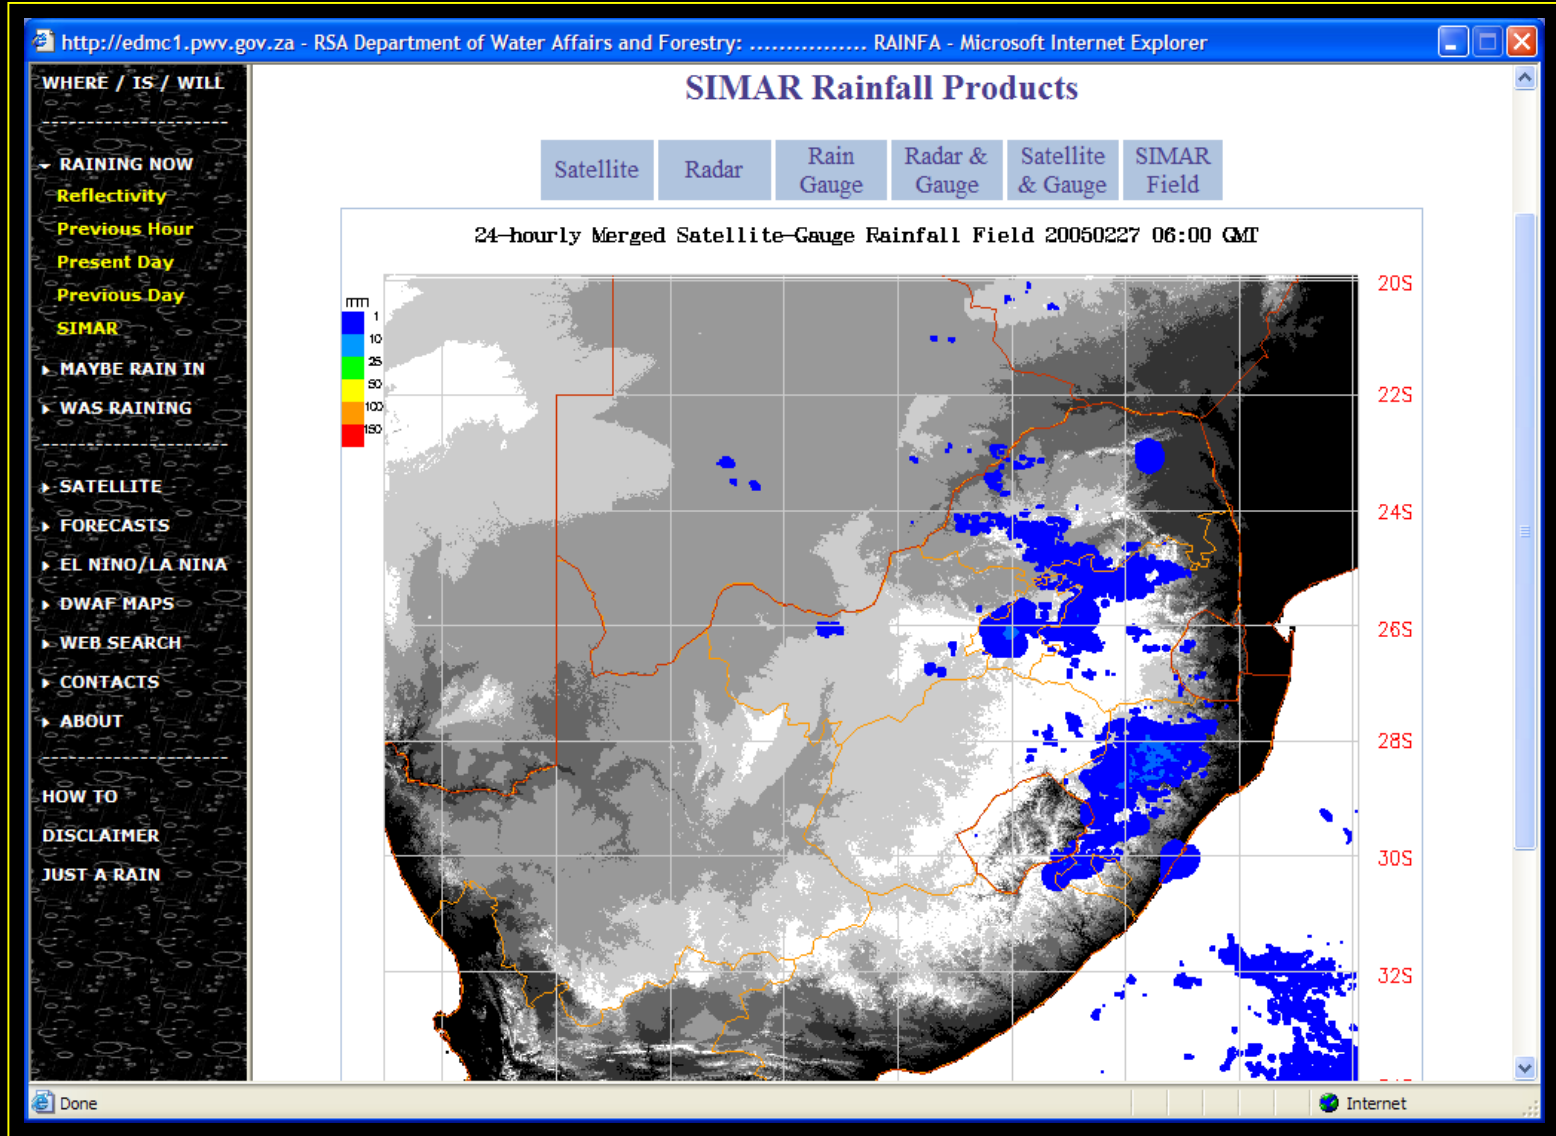 http://edmc1.pwv.gov.za - RSA Department of Water Affairs and Forestry: ................ RAINFA - Microsoft Internet Explorer
WHERE / IS / WILL
RAINING NOW
Reflectivity
Previous Hour
Present Day
Previous Day
SIMAR
MAYBE RAIN IN
WAS RAINING
SATELLITE
FORECASTS
EL NINO/LA NINA
DWAF MAPS
WEB SEARCH
CONTACTS
ABOUT
HOW TO
DISCLAIMER
JUST A RAIN
SIMAR Rainfall Products
Satellite
Radar
Rain
Gauge
Radar &
Gauge
Satellite
& Gauge
SIMAR
Field
24-hourly Merged Satellite-Gauge Rainfall Field 20050227 06:00 GMT
mm
1
10
25
50
100
150
20S
22S
24S
26S
28S
30S
32S
Done
Internet